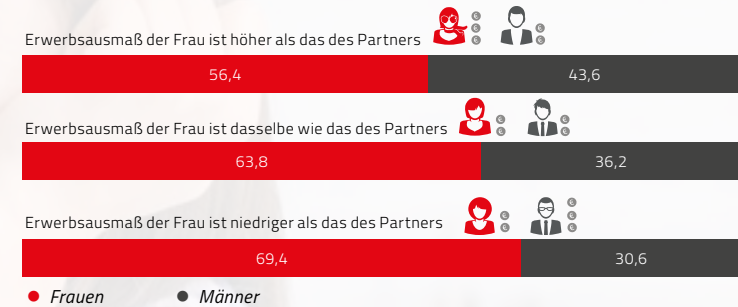 Erwerbsausmaß der Frau ist höher als das des Partners
56,4 43,6
Erwerbsausmaß der Frau ist dasselbe wie das des Partners
63,8 36,2
Erwerbsausmaß der Frau ist niedriger als das des Partners
69,4 30,6
Frauen Männer